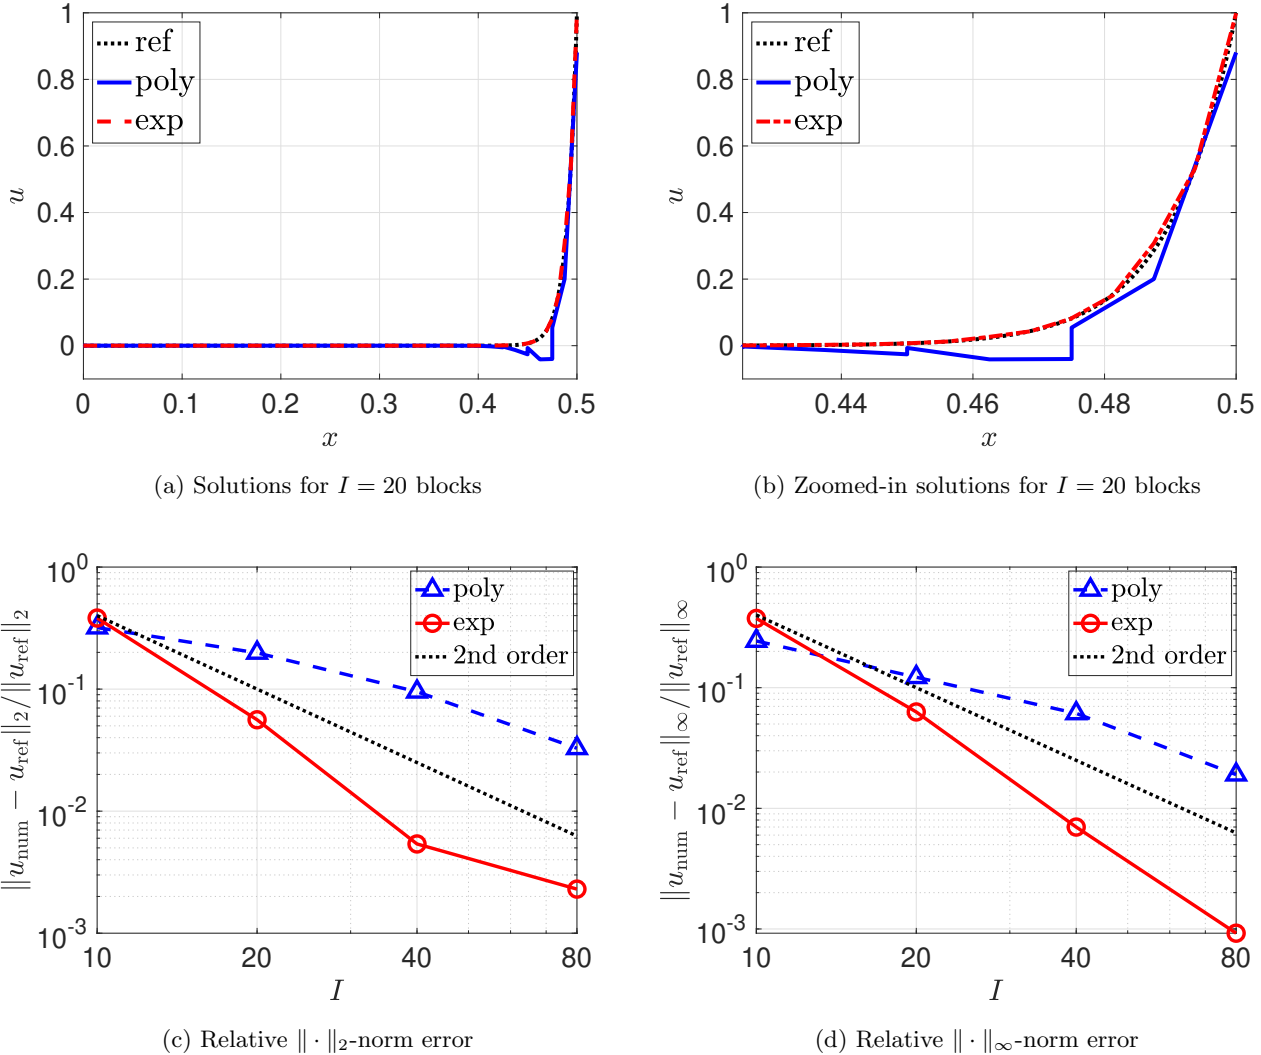 1
0.8
0.6
0.4
0.2
0
u
ref
poly
exp
0 0.1 0.2 0.3 0.4 0.5
x
(a) Solutions for I = 20 blocks
1
0.8
0.6
0.4
0.2
0
u
ref
poly
exp
0.44 0.46 0.48 0.5
x
(b) Zoomed-in solutions for I = 20 blocks
10^0
10^-1
10^-2
10^-3
‖u_num − u_ref‖_2/‖u_ref‖_2
poly
exp
2nd order
10 20 40 80
I
(c) Relative ‖ · ‖_2-norm error
10^0
10^-1
10^-2
10^-3
‖u_num − u_ref‖_∞/‖u_ref‖_∞
poly
exp
2nd order
10 20 40 80
I
(d) Relative ‖ · ‖_∞-norm error